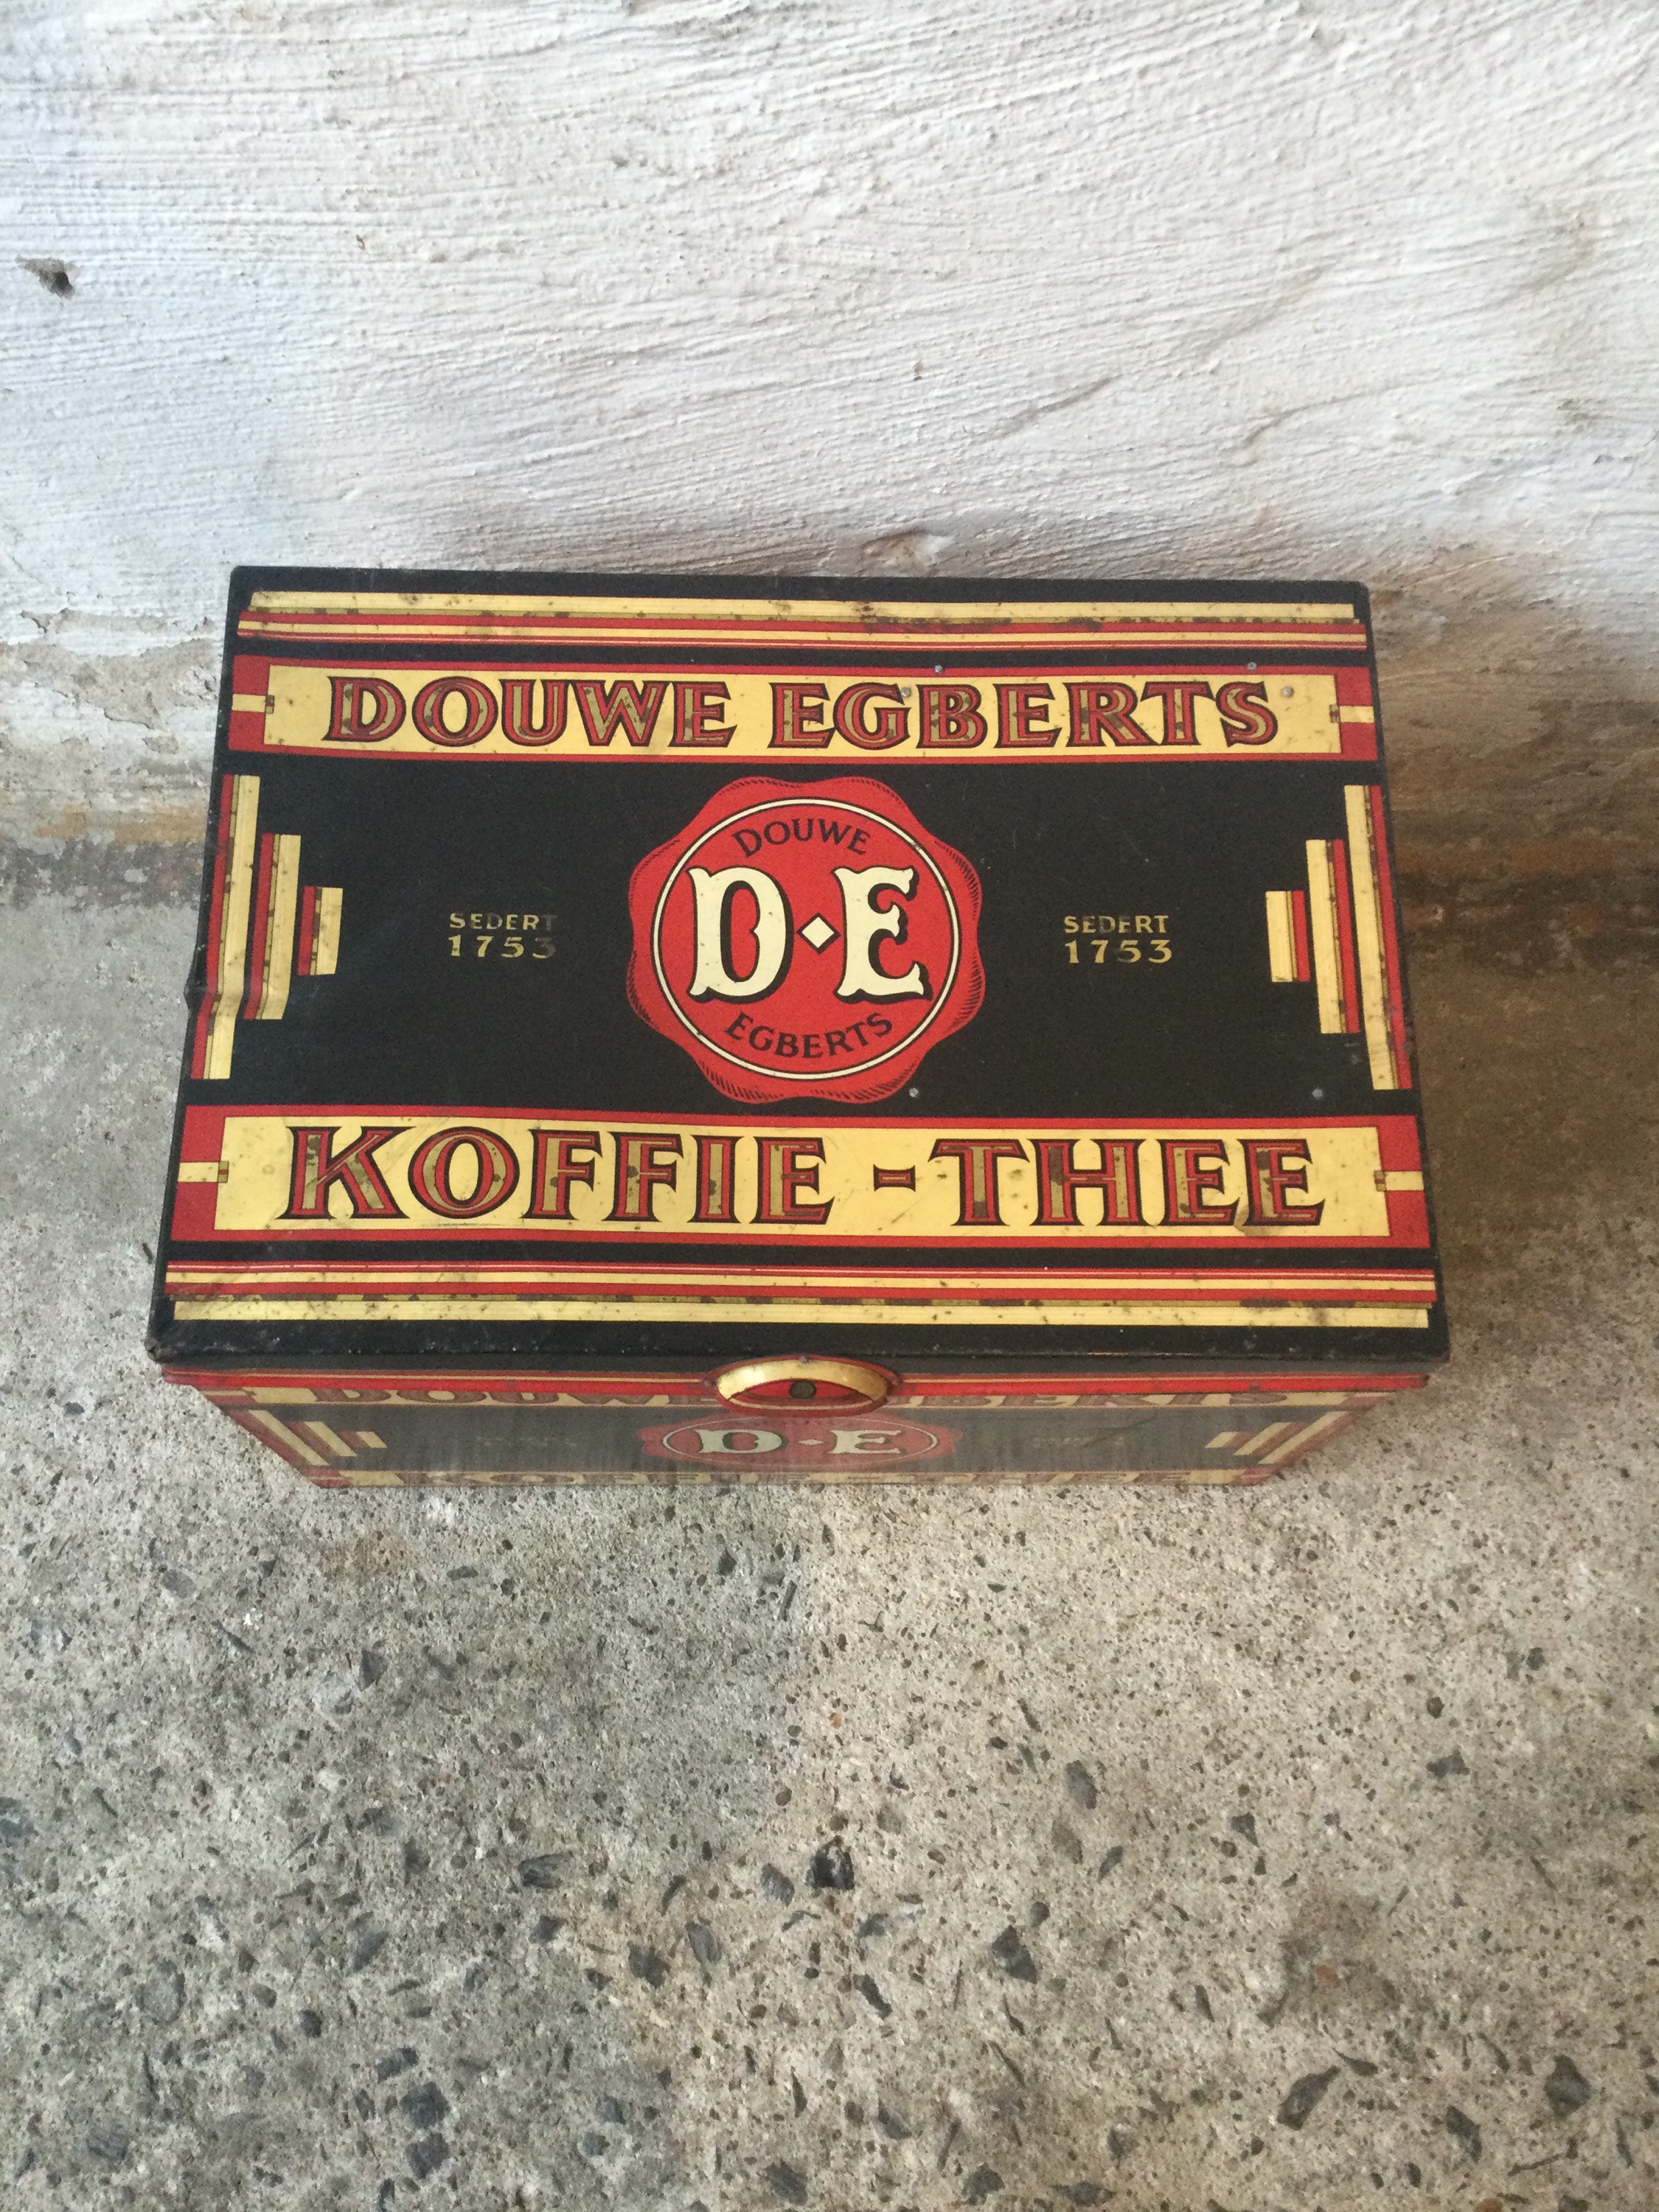 DOUWE EGBERTS
DOUWE
D·E
EGBERTS
SEDERT
1753
SEDERT
1753
KOFFIE - THEE
D·E